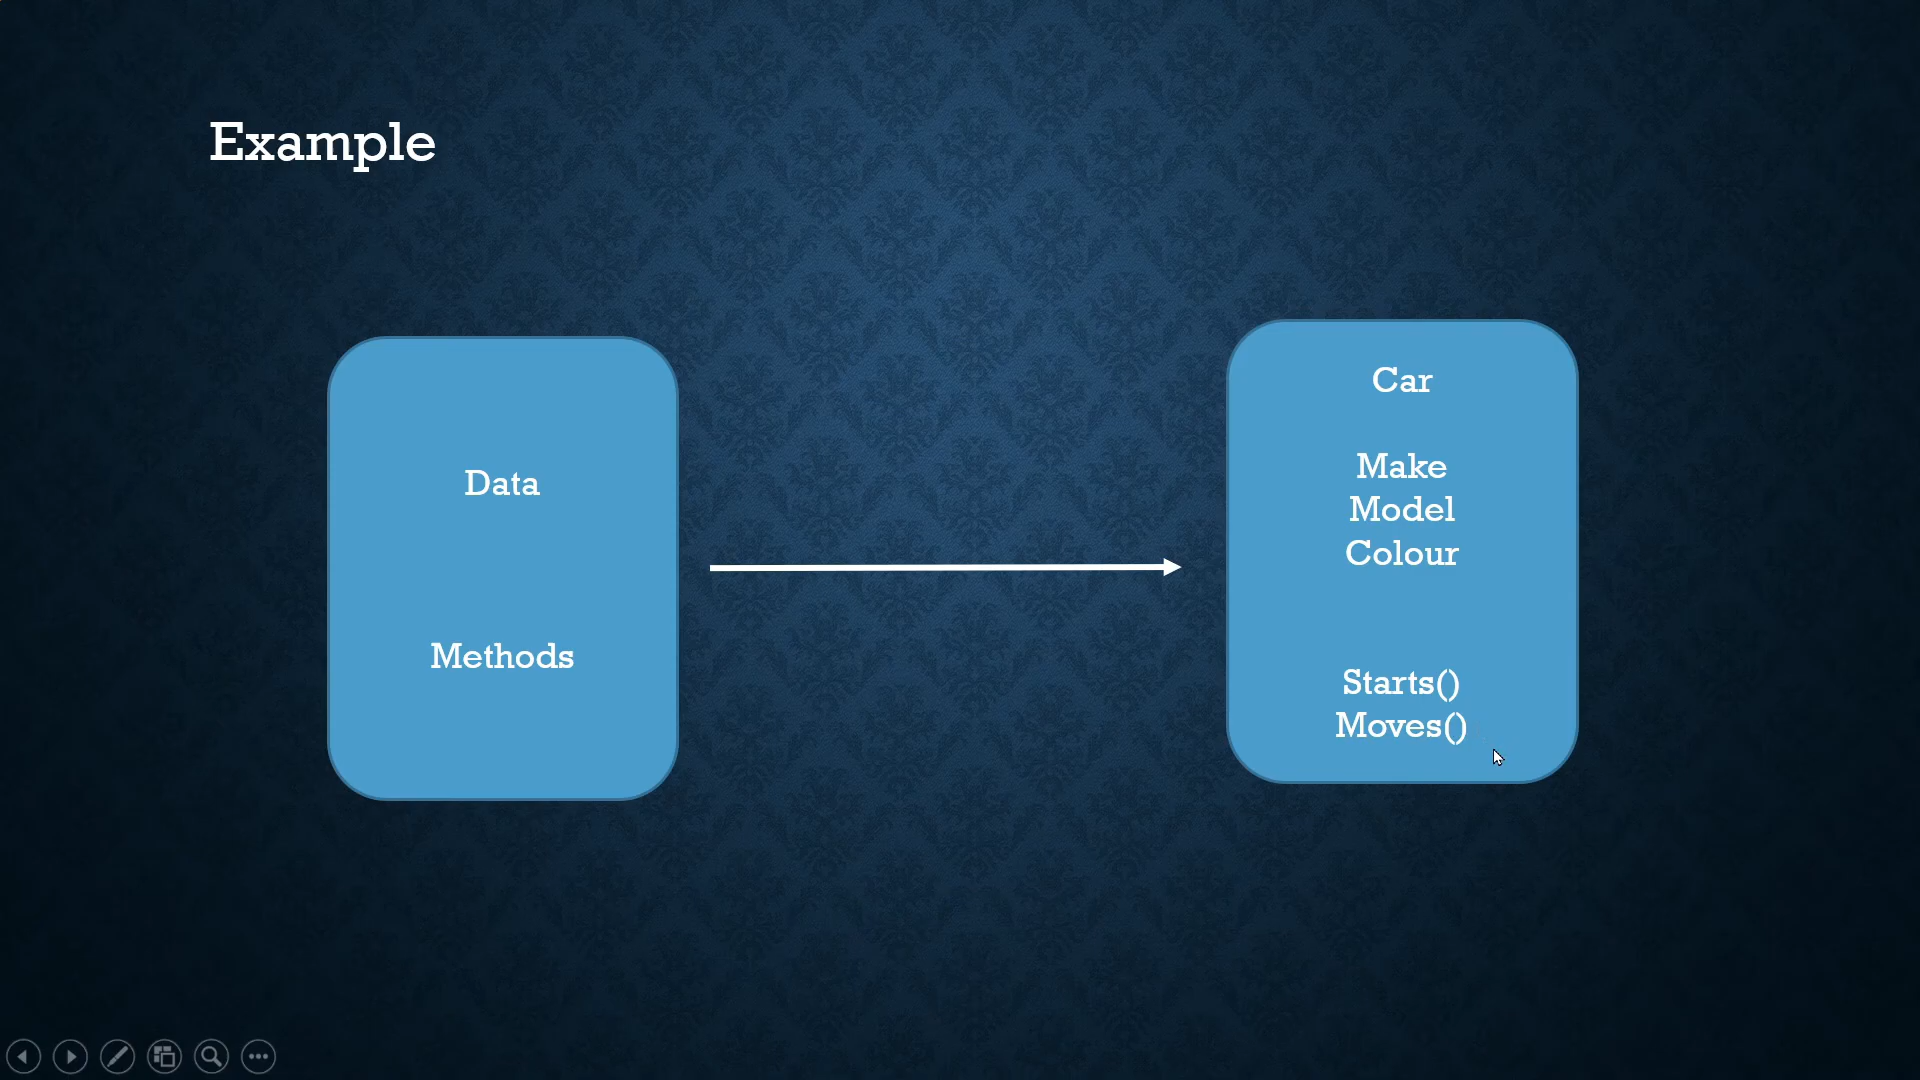 Example
Data
Methods
Car
Make
Model
Colour
Starts()
Moves()